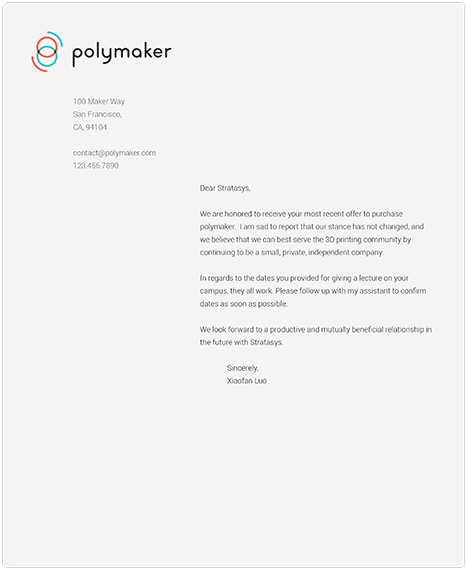 polymaker
100 Maker Way
San Francisco,
CA, 94104
contact@polymaker.com
123.456.7890
Dear Stratasys,
We are honored to receive your most recent offer to purchase
polymaker. I am sad to report that our stance has not changed, and
we believe that we can best serve the 3D printing community by
continuing to be a small, private, independent company.
In regards to the dates you provided for giving a lecture on your
campus, they all work. Please follow up with my assistant to confirm
dates as soon as possible.
We look forward to a productive and mutually beneficial relationship in
the future with Stratasys.
Sincerely,
Xiaofan Luo